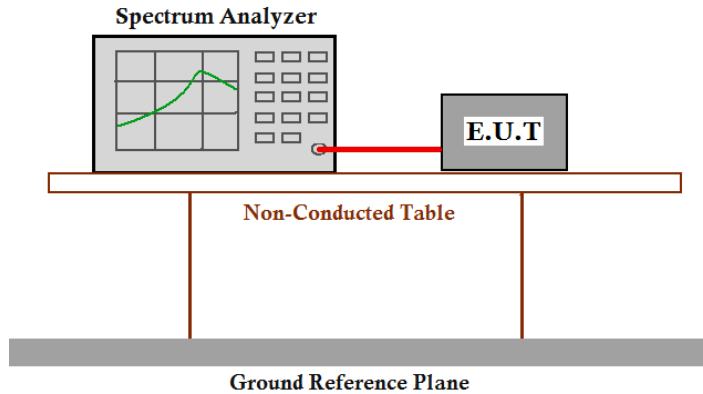 Spectrum Analyzer
E.U.T
Non-Conducted Table
Ground Reference Plane